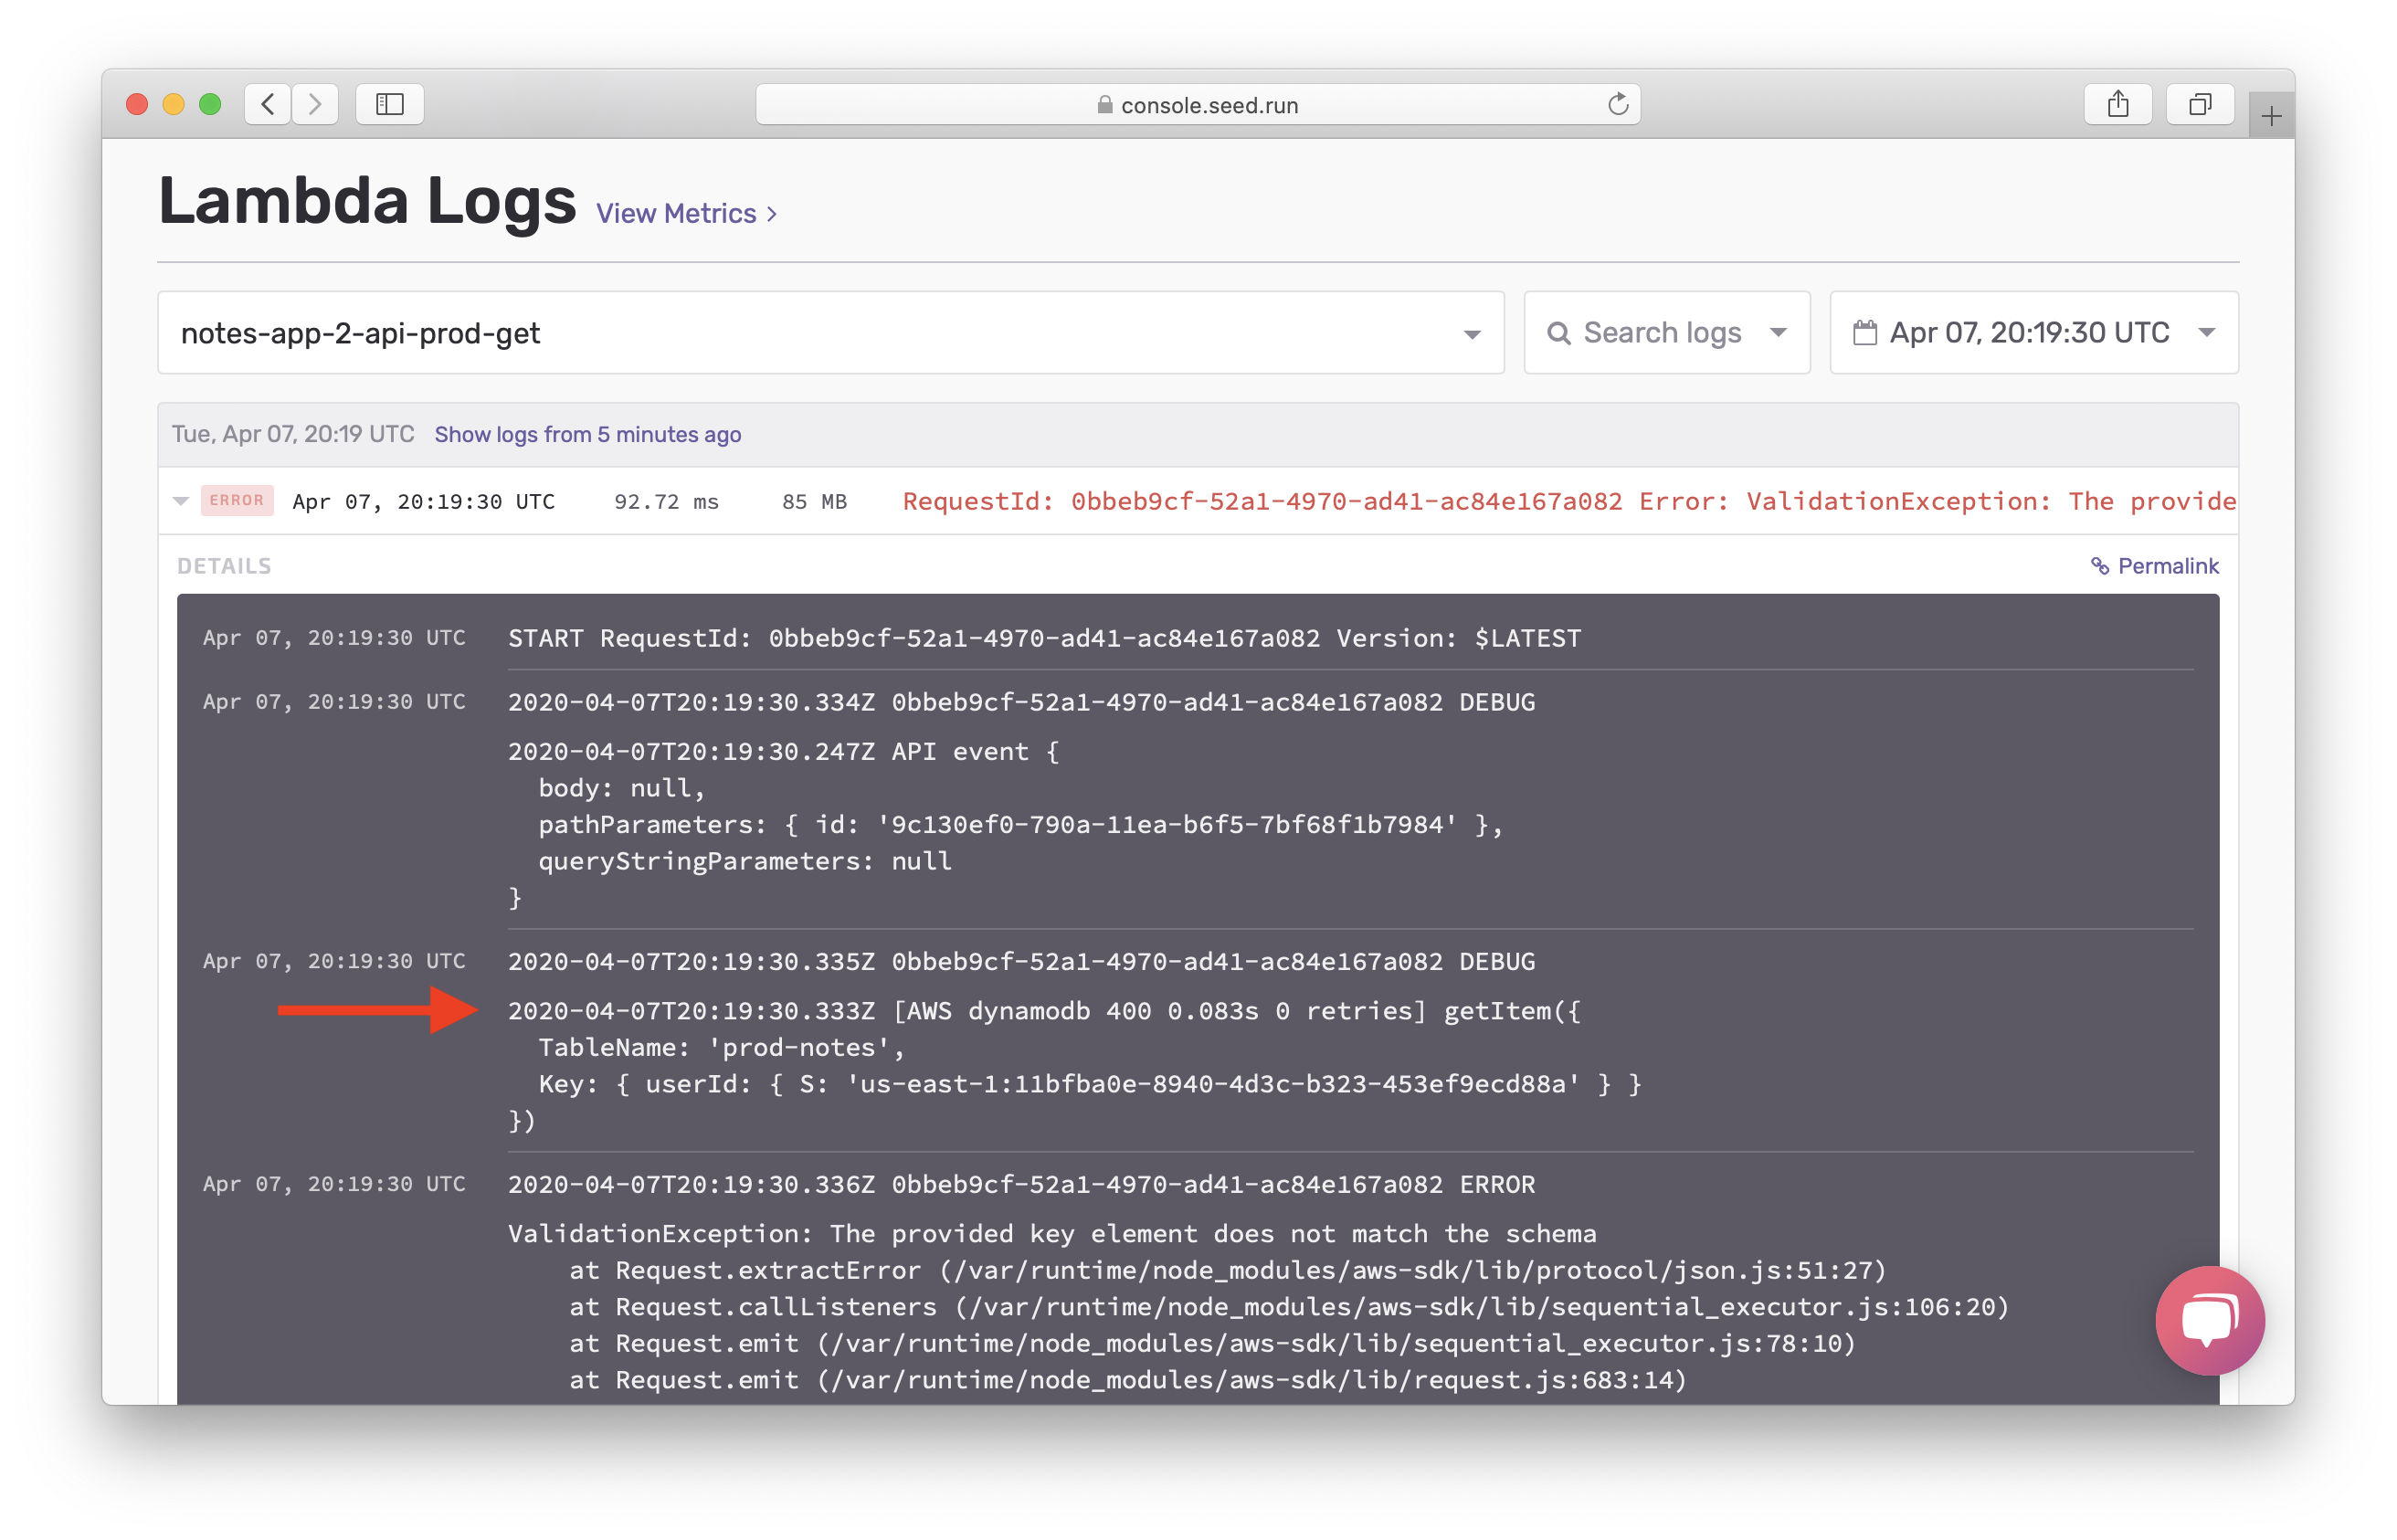 console.seed.run
Lambda Logs View Metrics >
notes-app-2-api-prod-get Search logs Apr 07, 20:19:30 UTC
Tue, Apr 07, 20:19 UTC Show logs from 5 minutes ago
ERROR Apr 07, 20:19:30 UTC 92.72 ms 85 MB RequestId: 0bbeb9cf-52a1-4970-ad41-ac84e167a082 Error: ValidationException: The provide
DETAILS Permalink
Apr 07, 20:19:30 UTC START RequestId: 0bbeb9cf-52a1-4970-ad41-ac84e167a082 Version: $LATEST
Apr 07, 20:19:30 UTC 2020-04-07T20:19:30.334Z 0bbeb9cf-52a1-4970-ad41-ac84e167a082 DEBUG
2020-04-07T20:19:30.247Z API event {
body: null,
pathParameters: { id: '9c130ef0-790a-11ea-b6f5-7bf68f1b7984' },
queryStringParameters: null
}
Apr 07, 20:19:30 UTC 2020-04-07T20:19:30.335Z 0bbeb9cf-52a1-4970-ad41-ac84e167a082 DEBUG
2020-04-07T20:19:30.333Z [AWS dynamodb 400 0.083s 0 retries] getItem({
TableName: 'prod-notes',
Key: { userId: { S: 'us-east-1:11bfba0e-8940-4d3c-b323-453ef9ecd88a' } }
})
Apr 07, 20:19:30 UTC 2020-04-07T20:19:30.336Z 0bbeb9cf-52a1-4970-ad41-ac84e167a082 ERROR
ValidationException: The provided key element does not match the schema
at Request.extractError (/var/runtime/node_modules/aws-sdk/lib/protocol/json.js:51:27)
at Request.callListeners (/var/runtime/node_modules/aws-sdk/lib/sequential_executor.js:106:20)
at Request.emit (/var/runtime/node_modules/aws-sdk/lib/sequential_executor.js:78:10)
at Request.emit (/var/runtime/node_modules/aws-sdk/lib/request.js:683:14)